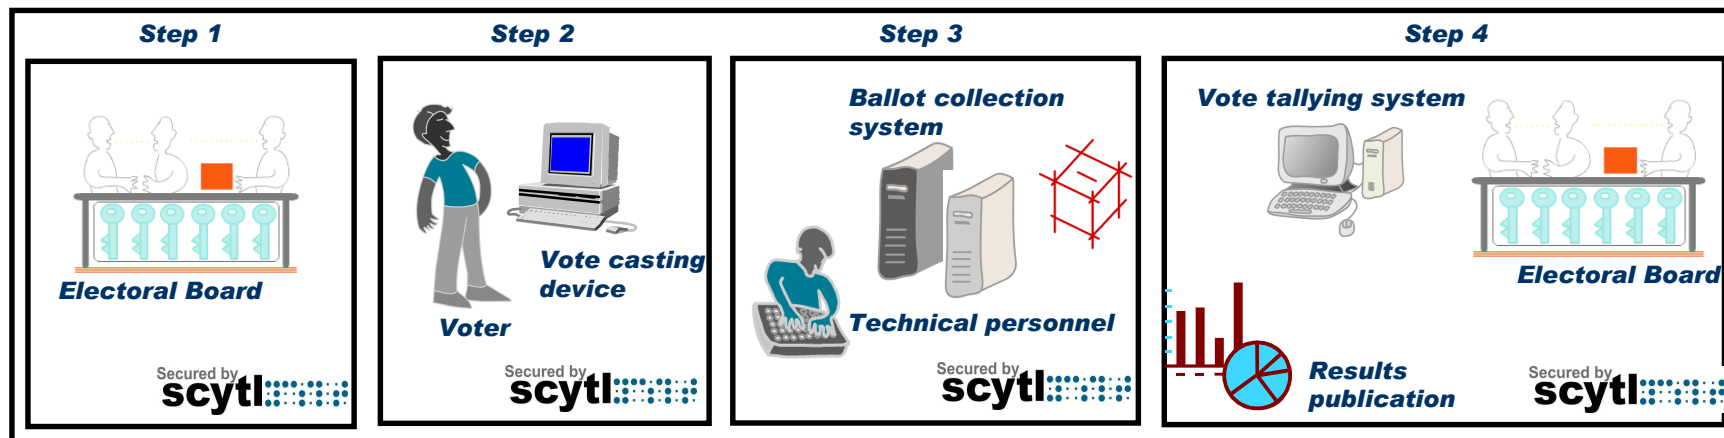 Step 1
Electoral Board
Secured by
scytl
Step 2
Vote casting
device
Voter
Secured by
scytl
Step 3
Ballot collection
system
Technical personnel
Secured by
scytl
Step 4
Vote tallying system
Electoral Board
Results
publication
Secured by
scytl